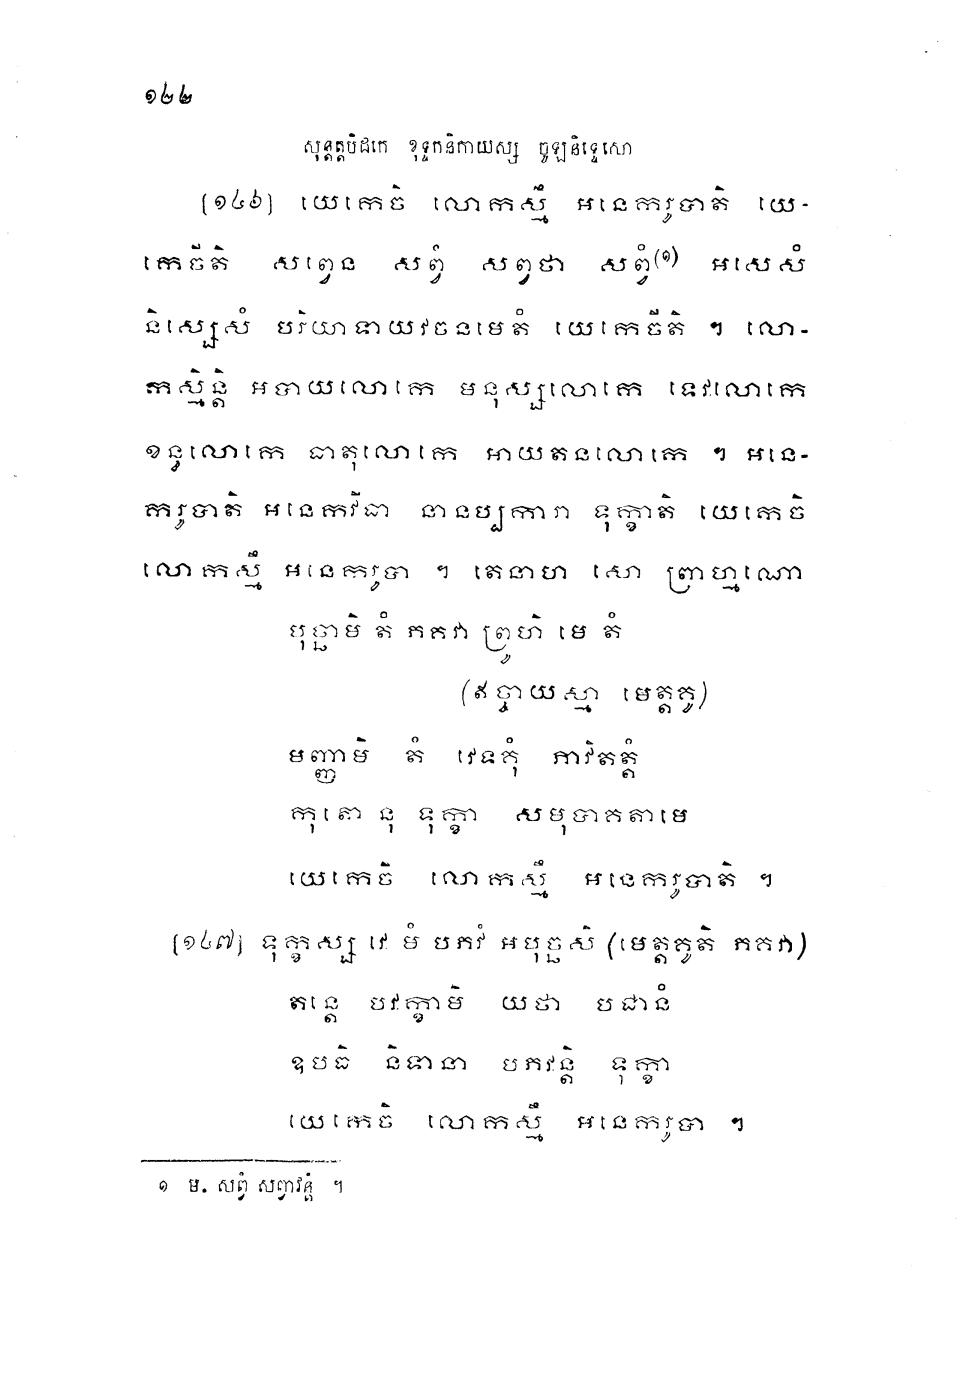 ១២២
សុត្តន្តបិដកេ ខុទ្ទកនិកាយស្ស ចូឡនិទ្ទេសោ
[១៤៦] យេកេចិ លោកស្មឹ អនេករូបាតិ យេ-
កេចីតិ សព្វេន សព្វំ សព្វថា សព្វំ(១) អសេសំ
និស្សេសំ បរិយាទាយវចនមេតំ យេកេចីតិ ។ លោ-
កស្មិន្តិ អបាយលោកេ មនុស្សលោកេ ទេវលោកេ
ខន្ធលោកេ ធាតុលោកេ អាយតនលោកេ ។ អនេ-
ករូបាតិ អនេកវិធា នានប្បការា ទុក្ខាតិ យេកេចិ
លោកស្មឹ អនេករូបា ។ តេនាហ សោ ព្រាហ្មណោ
បុច្ឆាមិ តំ ភគវា ព្រូហិ មេ តំ
(ឥច្ចាយស្មា មេត្តគូ)
មញ្ញាមិ តំ វេទគុំ ភាវិតត្តំ
កុតោ នុ ទុក្ខា សមុទាគតាមេ
យេកេចិ លោកស្មឹ អនេករូបាតិ ។
[១៤៧] ទុក្ខស្ស វេ មំ បភវំ អបុច្ឆសិ (មេត្តគូតិ ភគវា)
តន្តេ បវក្ខាមិ យថា បជានំ
ឧបធិ និទានា បភវន្តិ ទុក្ខា
យេកេចិ លោកស្មឹ អនេករូបា ។
១ ម. សព្វំ សព្វាវន្តំ ។